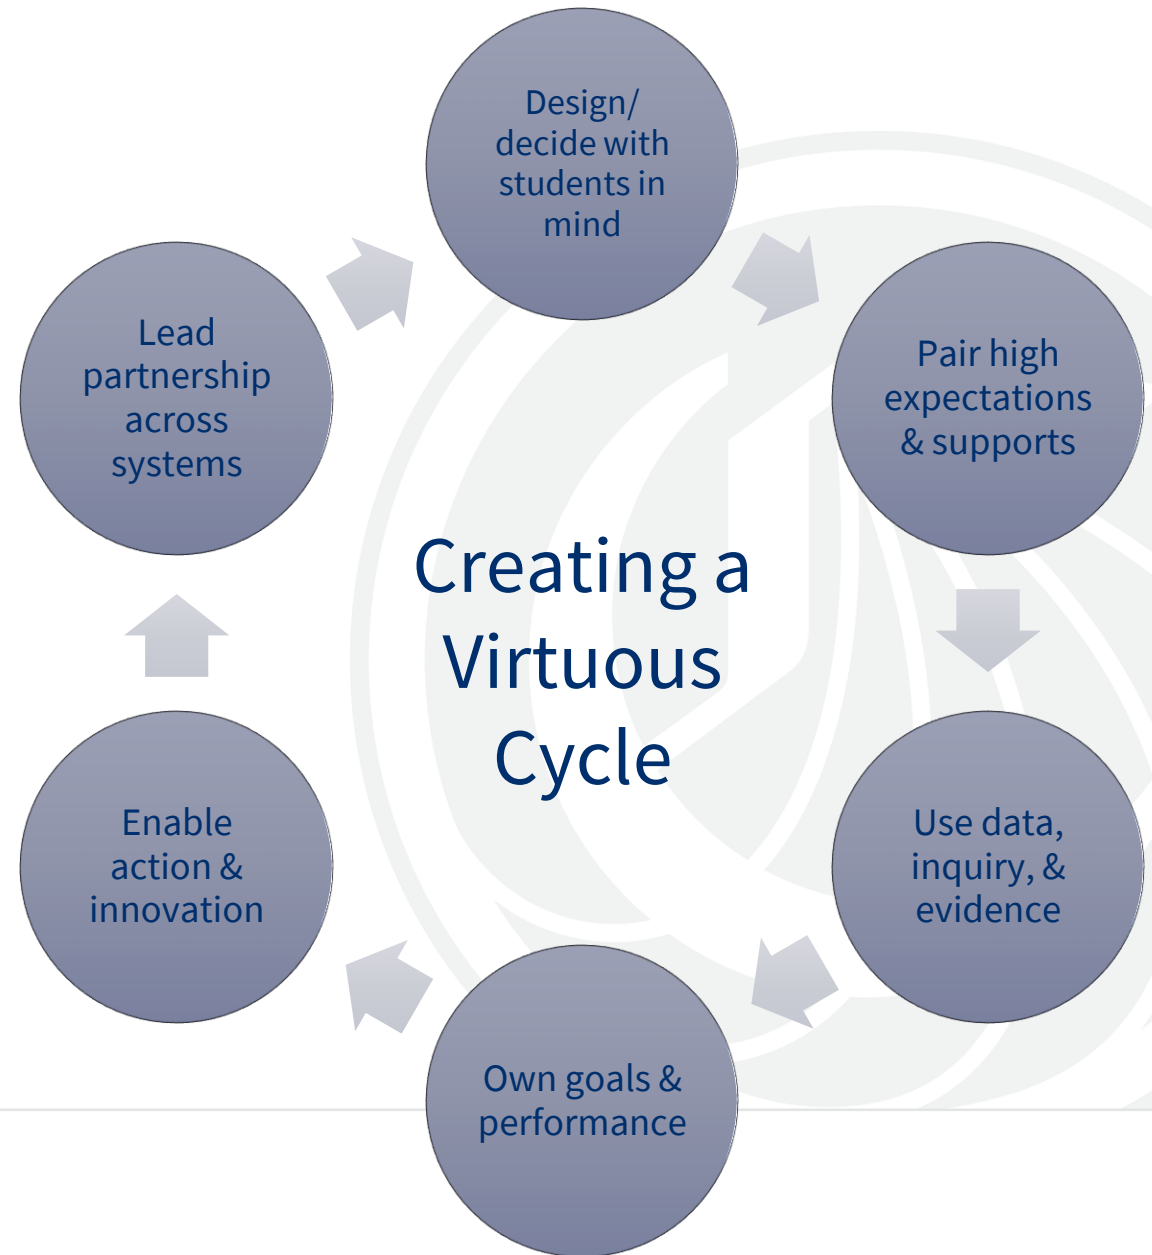 Design/
decide with
students in
mind
Pair high
expectations
& supports
Use data,
inquiry, &
evidence
Own goals &
performance
Enable
action &
innovation
Lead
partnership
across
systems
Creating a
Virtuous
Cycle